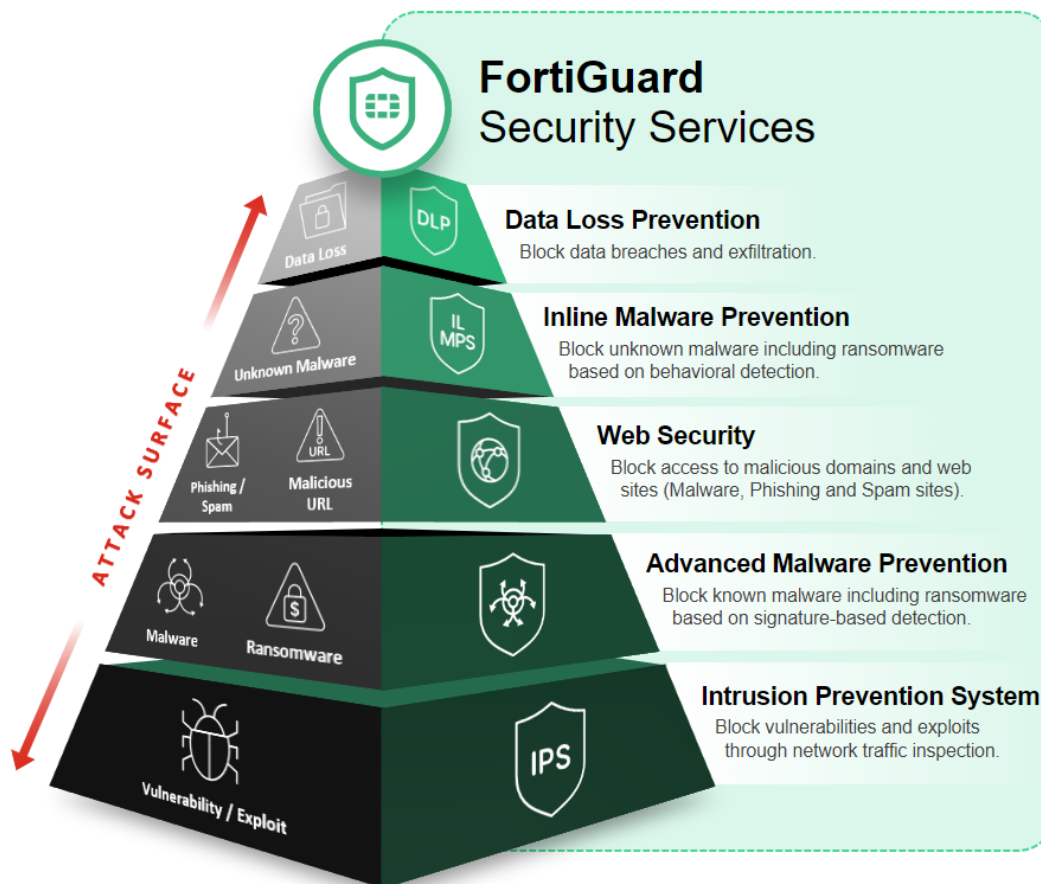 FortiGuard
Security Services
Data Loss
DLP
Data Loss Prevention
Block data breaches and exfiltration.
Unknown Malware
IL
MPS
Inline Malware Prevention
Block unknown malware including ransomware
based on behavioral detection.
ATTACK SURFACE
Phishing /
Spam
URL
Malicious
URL
Web Security
Block access to malicious domains and web
sites (Malware, Phishing and Spam sites).
Malware
$
Ransomware
Advanced Malware Prevention
Block known malware including ransomware
based on signature-based detection.
Vulnerability / Exploit
IPS
Intrusion Prevention System
Block vulnerabilities and exploits
through network traffic inspection.